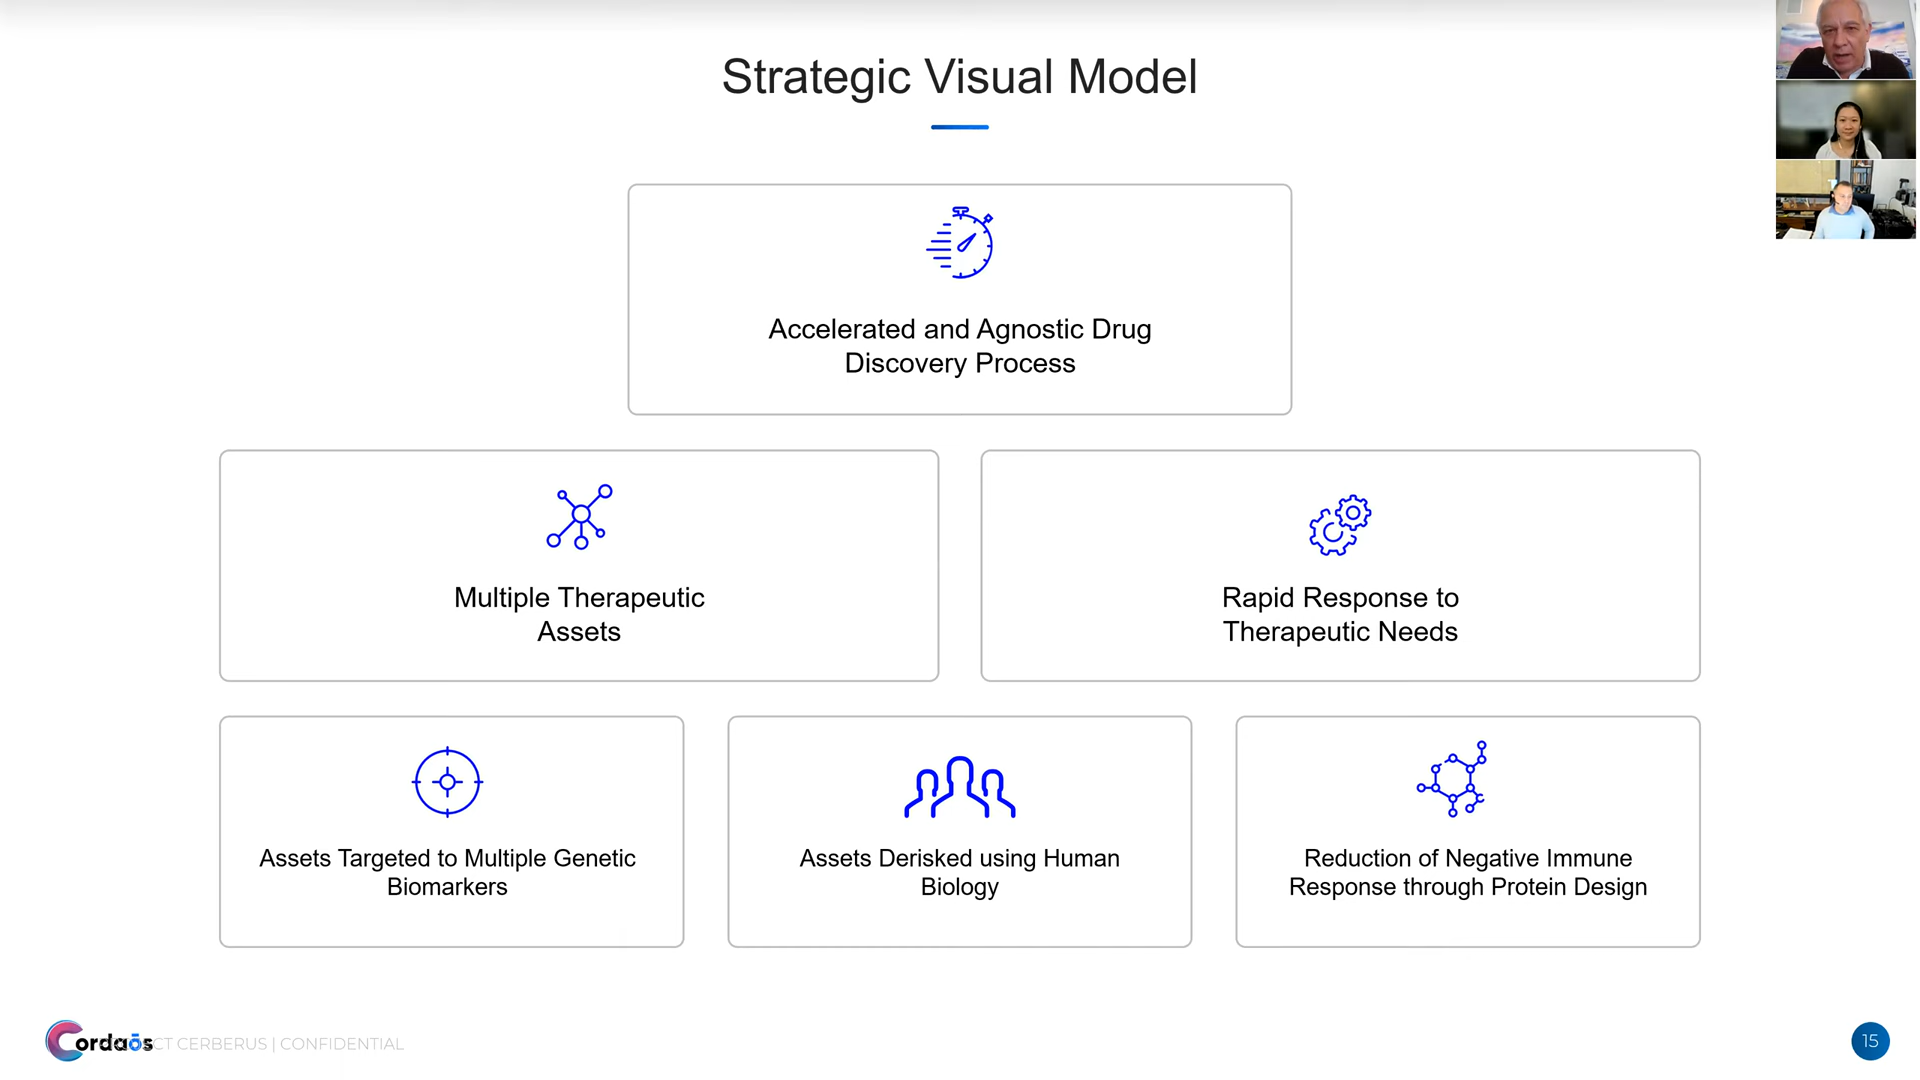 Strategic Visual Model
Accelerated and Agnostic Drug
Discovery Process
Multiple Therapeutic
Assets
Rapid Response to
Therapeutic Needs
Assets Targeted to Multiple Genetic
Biomarkers
Assets Derisked using Human
Biology
Reduction of Negative Immune
Response through Protein Design
Cordaōs CERBERUS | CONFIDENTIAL
15